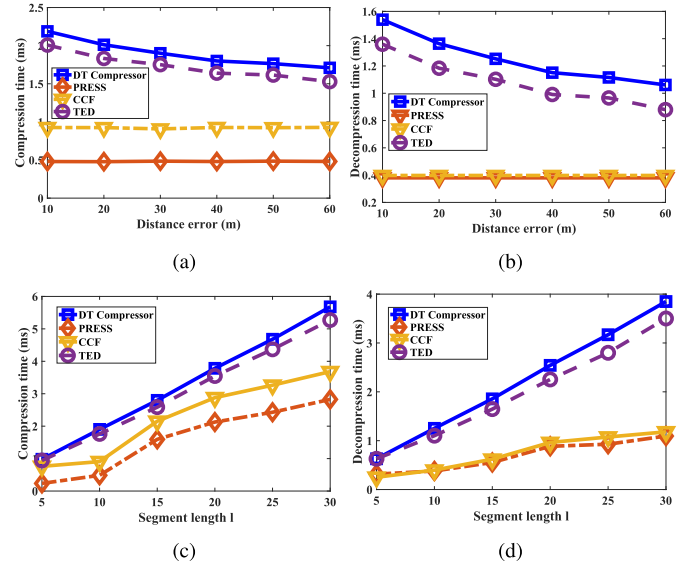 2.5
2
1.5
1
0.5
0
10
20
30
40
50
60
Compression time (ms)
Distance error (m)
DT Compressor
PRESS
CCF
TED
(a)
1.6
1.4
1.2
1
0.8
0.6
0.4
0.2
10
20
30
40
50
60
Decompression time (ms)
Distance error (m)
DT Compressor
PRESS
CCF
TED
(b)
6
5
4
3
2
1
0
5
10
15
20
25
30
Compression time (ms)
Segment length l
DT Compressor
PRESS
CCF
TED
(c)
4
3
2
1
0
5
10
15
20
25
30
Decompression time (ms)
Segment length l
DT Compressor
PRESS
CCF
TED
(d)